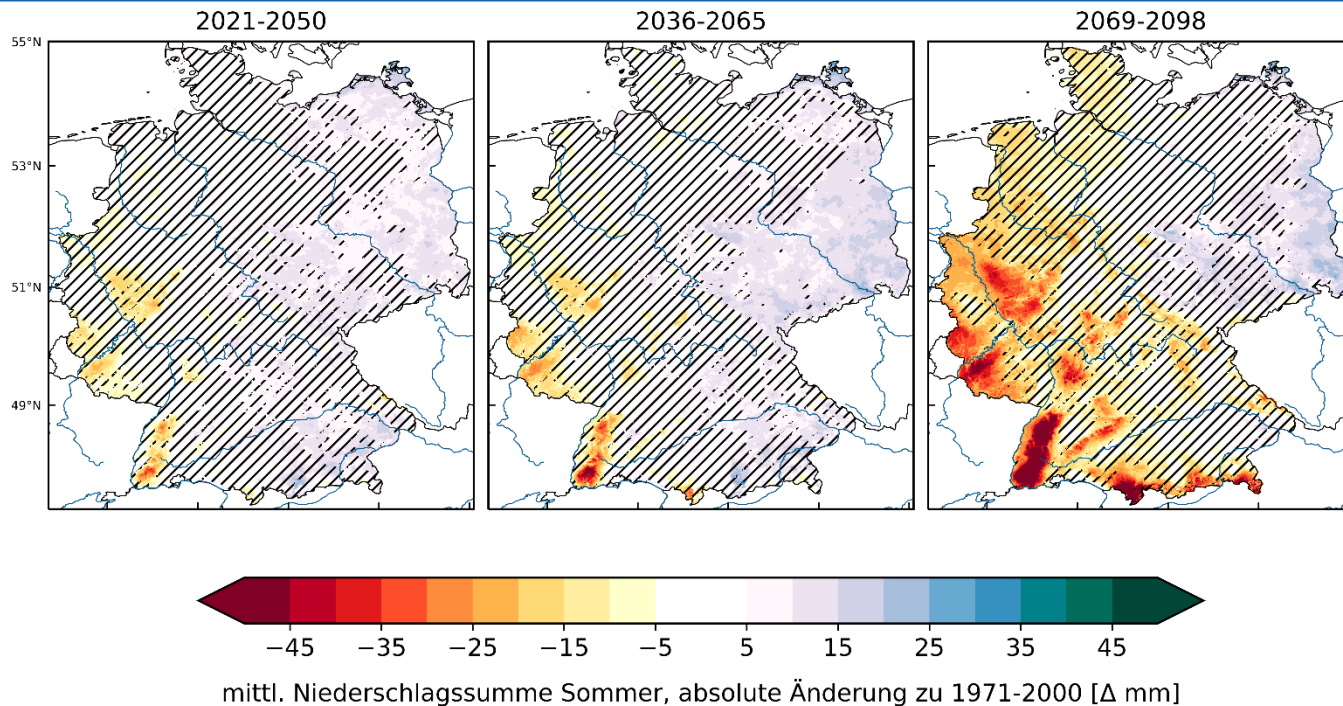 2021-2050 2036-2065 2069-2098
55°N
53°N
51°N
49°N
−45 −35 −25 −15 −5 5 15 25 35 45
mittl. Niederschlagssumme Sommer, absolute Änderung zu 1971-2000 [Δ mm]